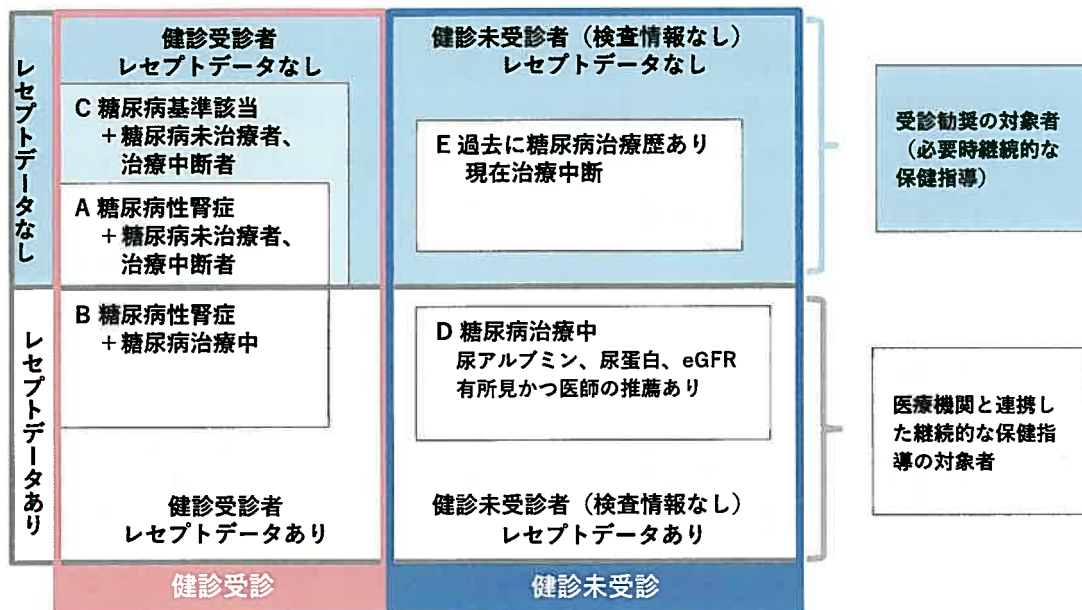 レセプトデータなし
健診受診者
レセプトデータなし
C 糖尿病基準該当
＋糖尿病未治療者、
治療中断者
A 糖尿病性腎症
＋糖尿病未治療者、
治療中断者
健診未受診者（検査情報なし）
レセプトデータなし
E 過去に糖尿病治療歴あり
現在治療中断
受診勧奨の対象者
（必要時継続的な
保健指導）
レセプトデータあり
B 糖尿病性腎症
＋糖尿病治療中
健診受診者
レセプトデータあり
D 糖尿病治療中
尿アルブミン、尿蛋白、eGFR
有所見かつ医師の推薦あり
健診未受診者（検査情報なし）
レセプトデータあり
医療機関と連携し
た継続的な保健指
導の対象者
健診受診
健診未受診